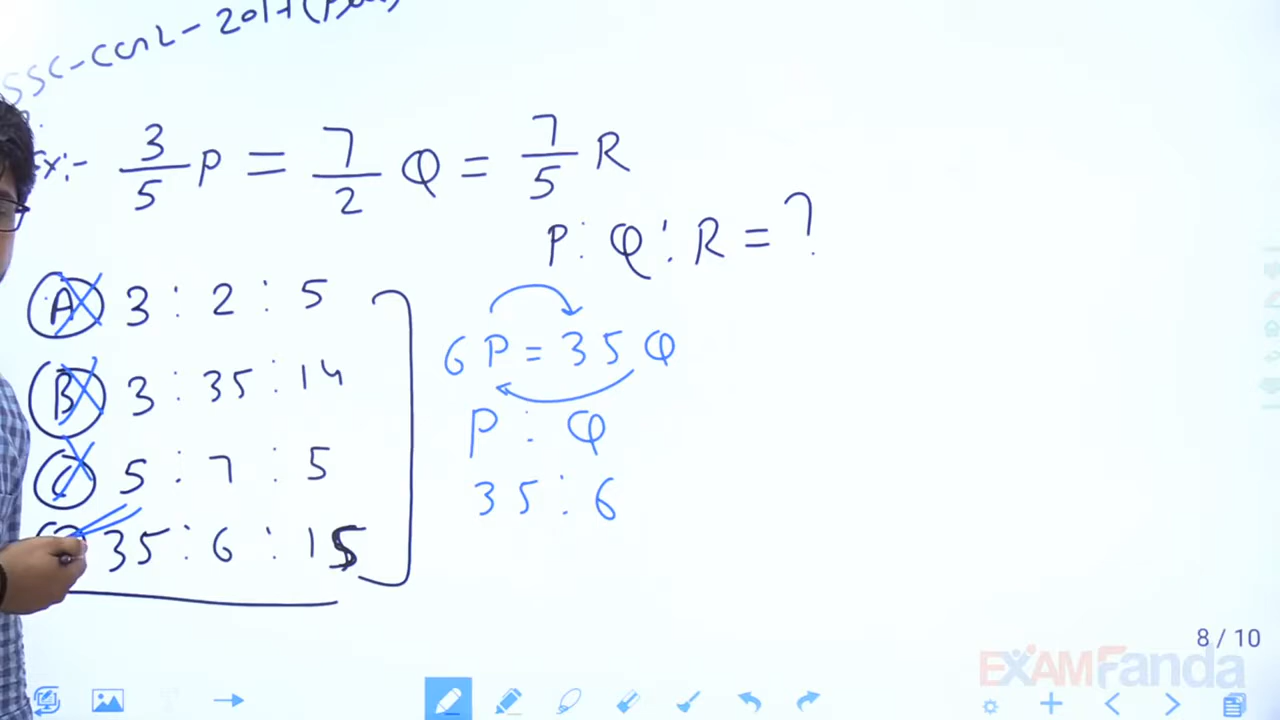 SSC-CGL-2017
Ex:- 3/5 P = 7/2 Q = 7/5 R
P : Q : R = ?
(A) 3 : 2 : 5
(B) 3 : 35 : 14
(C) 5 : 7 : 5
35 : 6 : 15
6P = 35Q
P : Q
35 : 6
8 / 10
EXAMFanda